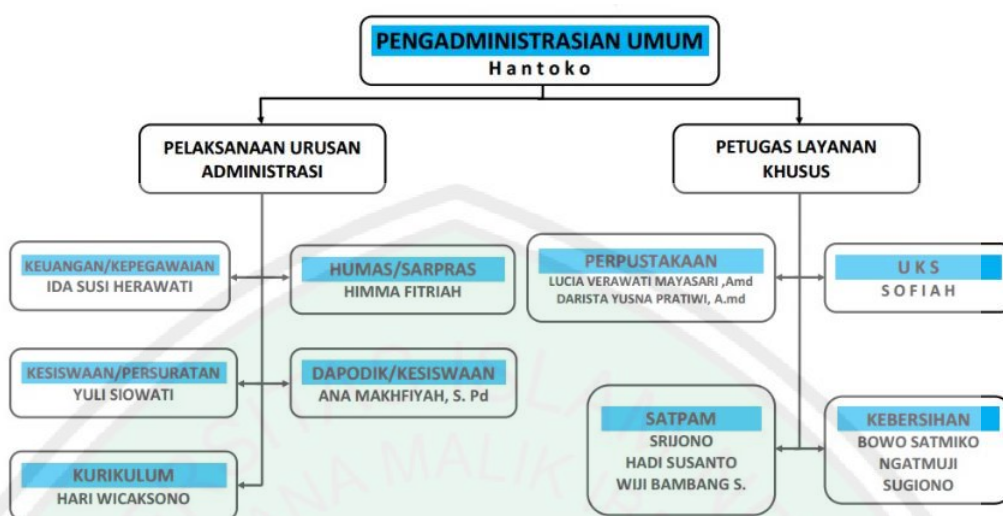 PENGADMINISTRASIAN UMUM
Hantoko
PELAKSANAAN URUSAN
ADMINISTRASI
PETUGAS LAYANAN
KHUSUS
KEUANGAN/KEPEGAWAIAN
IDA SUSI HERAWATI
HUMAS/SARPRAS
HIMMA FITRIAH
PERPUSTAKAAN
LUCIA VERAWATI MAYASARI ,Amd
DARISTA YUSNA PRATIWI, A.md
U K S
S O F I A H
KESISWAAN/PERSURATAN
YULI SIOWATI
DAPODIK/KESISWAAN
ANA MAKHFIYAH, S. Pd
SATPAM
SRIJONO
HADI SUSANTO
WIJI BAMBANG S.
KEBERSIHAN
BOWO SATMIKO
NGATMUJI
SUGIONO
KURIKULUM
HARI WICAKSONO